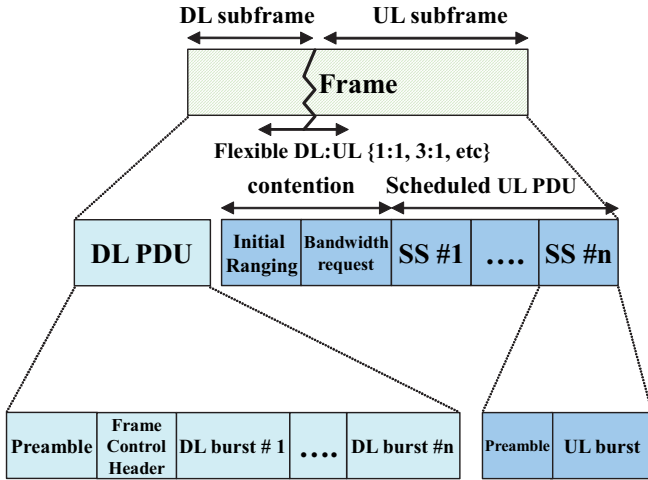 DL subframe
UL subframe
Frame
Flexible DL:UL {1:1, 3:1, etc}
contention
Scheduled UL PDU
DL PDU
Initial
Ranging
Bandwidth
request
SS #1
....
SS #n
Preamble
Frame
Control
Header
DL burst # 1
....
DL burst #n
Preamble
UL burst